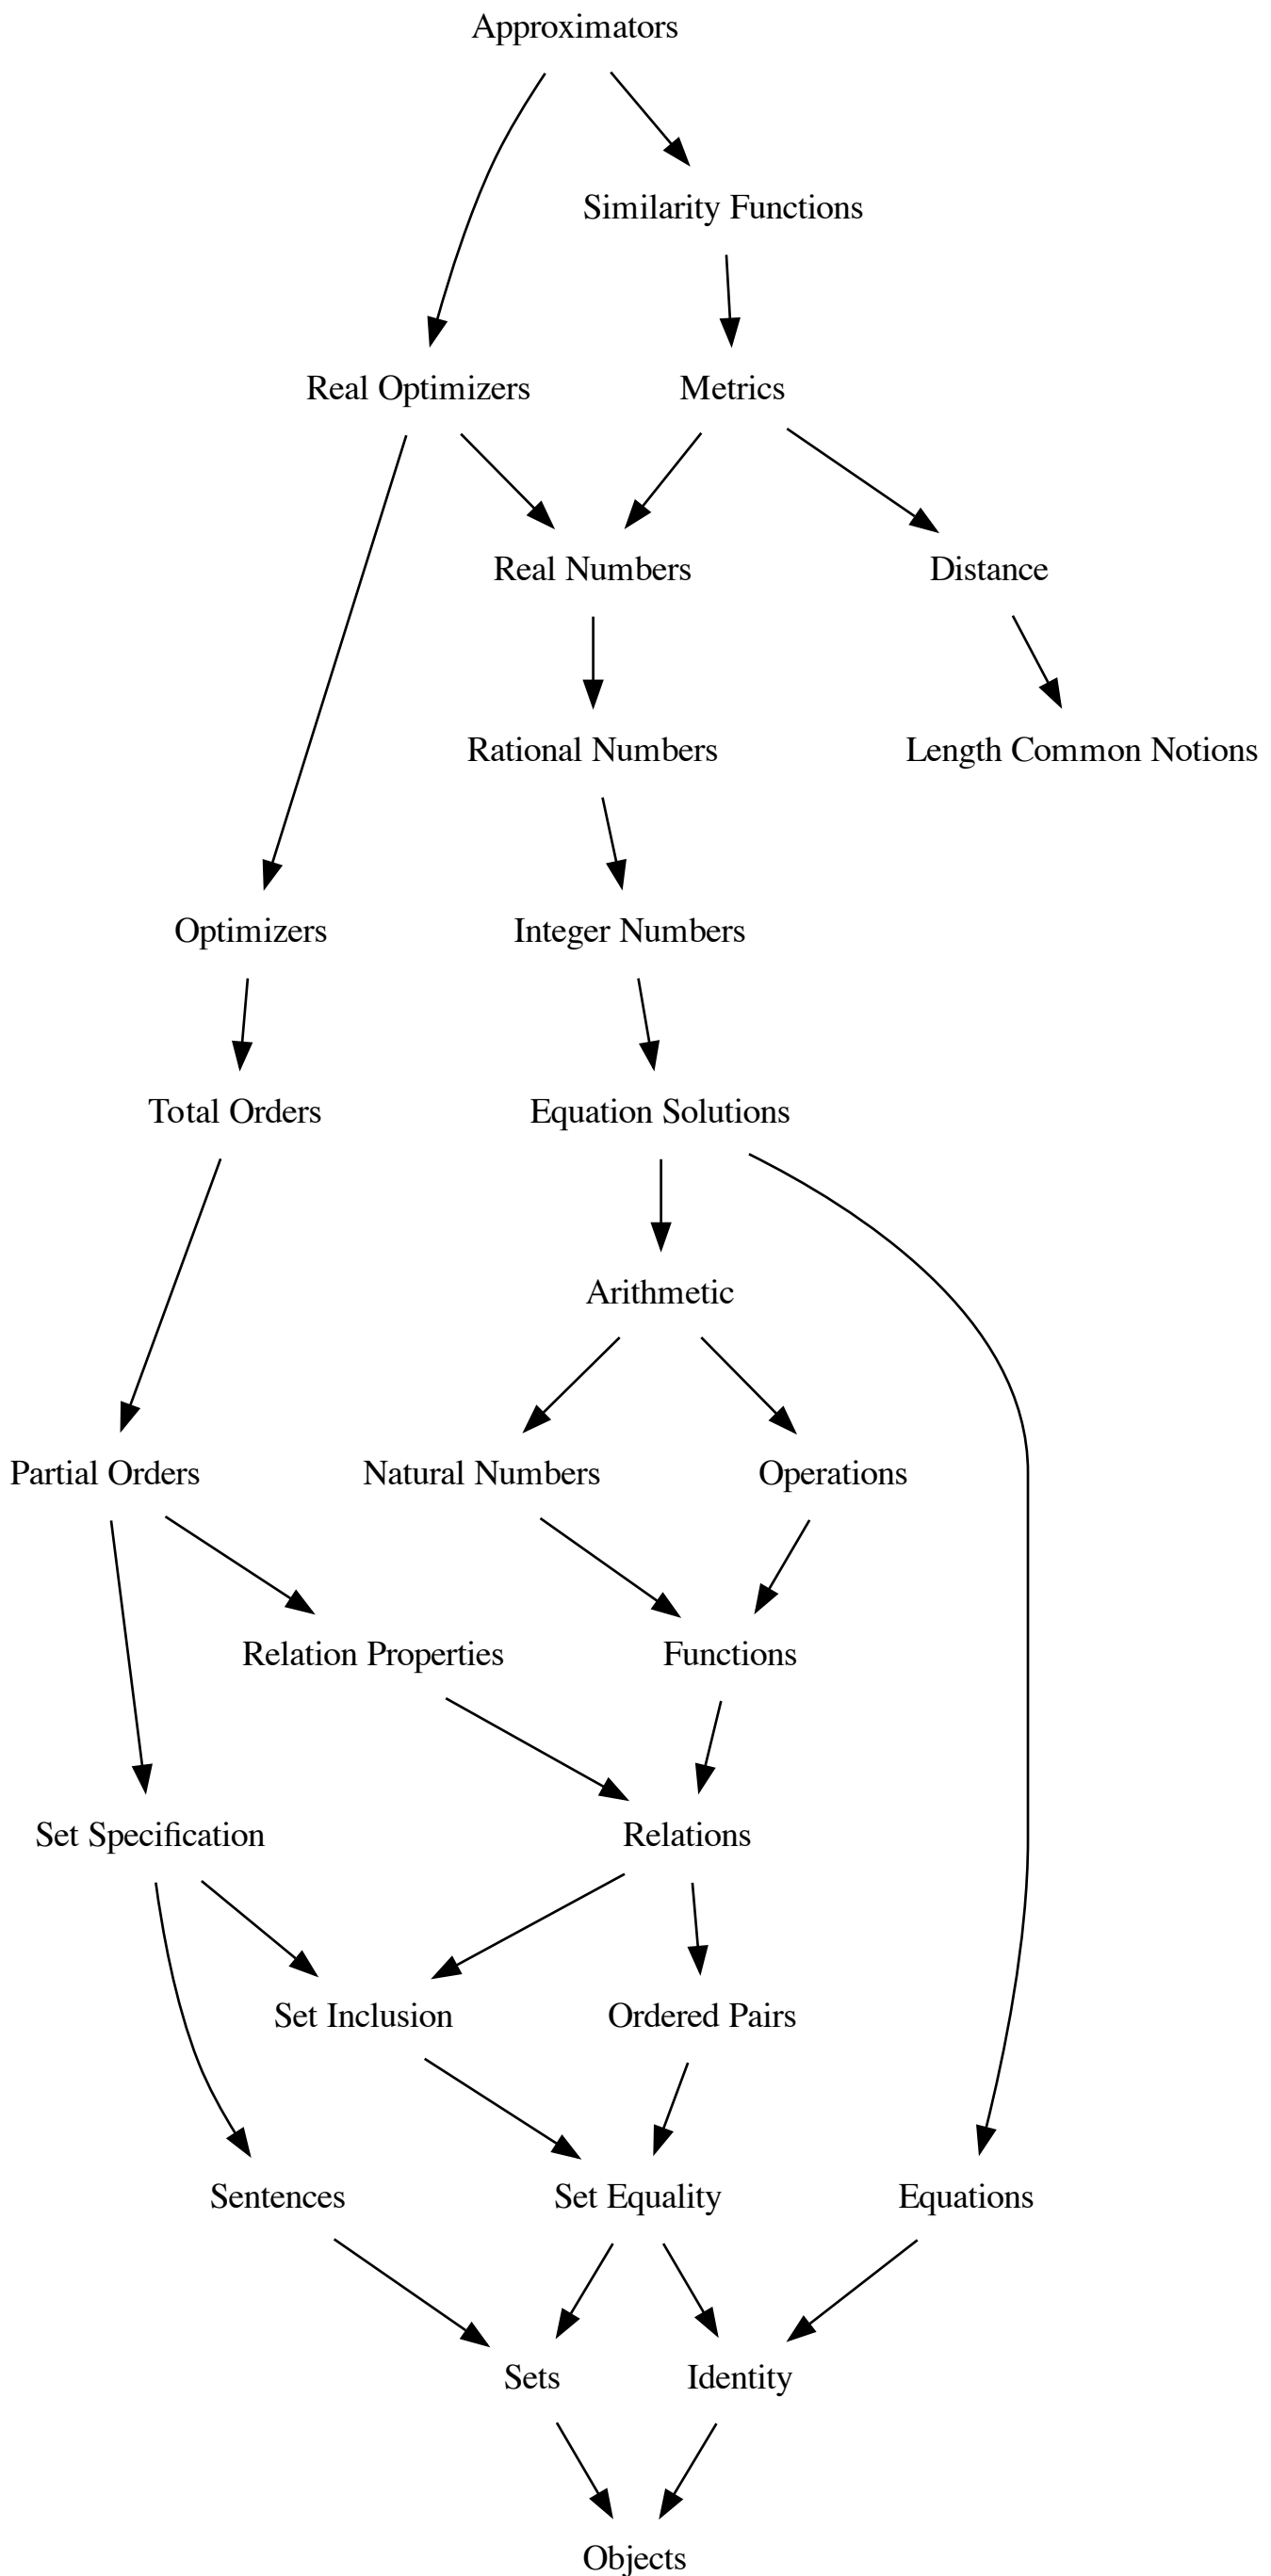 Approximators
Similarity Functions
Real Optimizers
Metrics
Real Numbers
Distance
Rational Numbers
Length Common Notions
Optimizers
Integer Numbers
Total Orders
Equation Solutions
Arithmetic
Partial Orders
Natural Numbers
Operations
Relation Properties
Functions
Set Specification
Relations
Set Inclusion
Ordered Pairs
Sentences
Set Equality
Equations
Sets
Identity
Objects